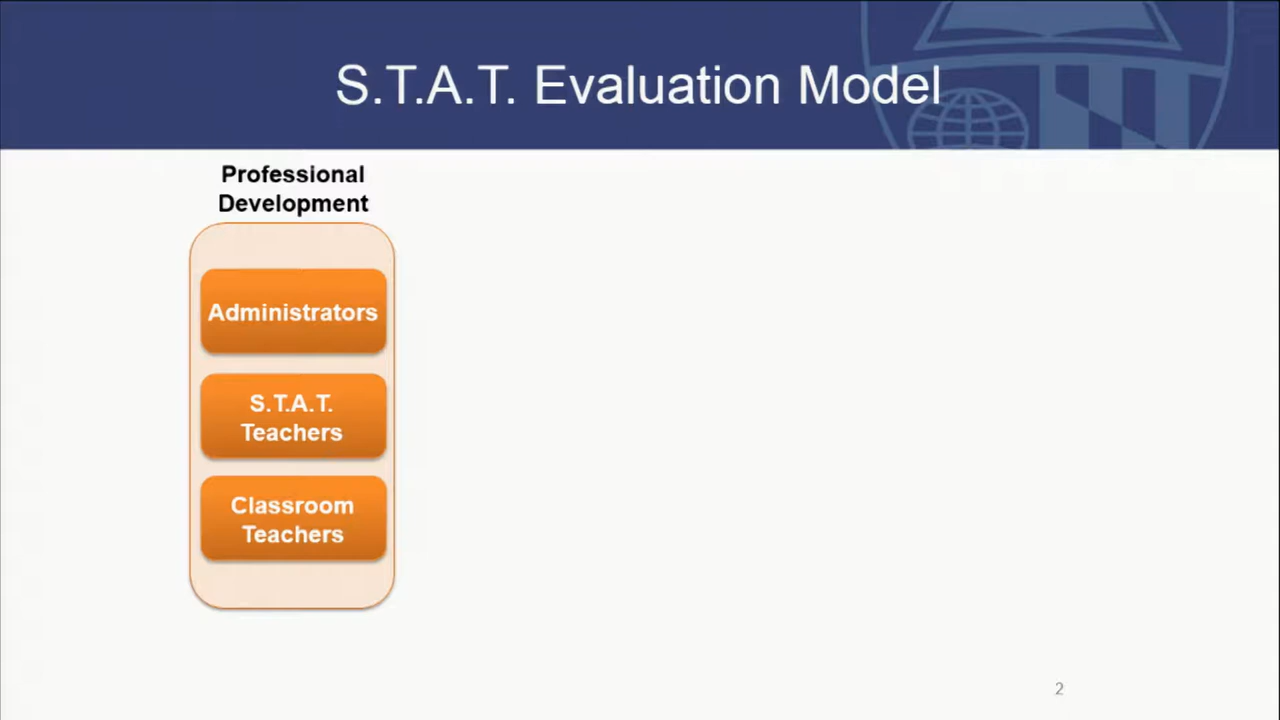 S.T.A.T. Evaluation Model
Professional
Development
Administrators
S.T.A.T.
Teachers
Classroom
Teachers
2